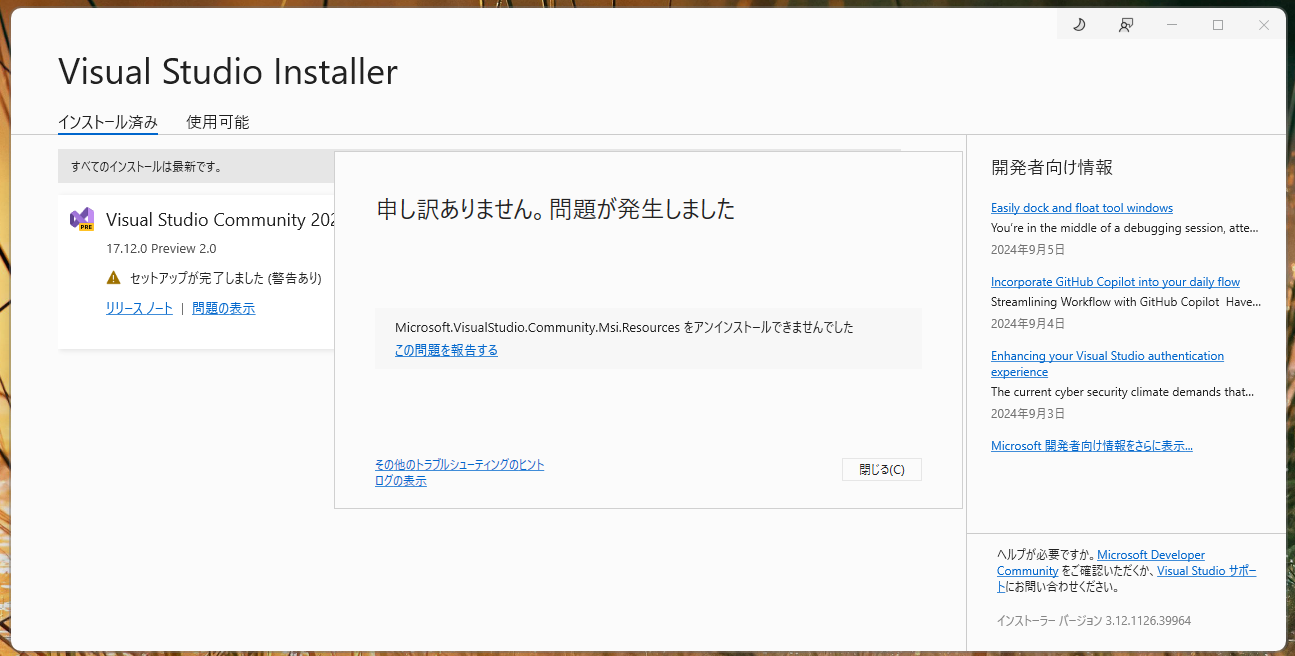 Visual Studio Installer
インストール済み
使用可能
すべてのインストールは最新です。
Visual Studio Community 202
17.12.0 Preview 2.0
セットアップが完了しました (警告あり)
リリース ノート | 問題の表示
申し訳ありません。問題が発生しました
Microsoft.VisualStudio.Community.Msi.Resources をアンインストールできませんでした
この問題を報告する
その他のトラブルシューティングのヒント
ログの表示
閉じる(C)
開発者向け情報
Easily dock and float tool windows
You're in the middle of a debugging session, atte...
2024年9月5日
Incorporate GitHub Copilot into your daily flow
Streamlining Workflow with GitHub Copilot  Have...
2024年9月4日
Enhancing your Visual Studio authentication
experience
The current cyber security climate demands that...
2024年9月3日
Microsoft 開発者向け情報をさらに表示...
ヘルプが必要ですか。Microsoft Developer
Community をご確認いただくか、Visual Studio サポー
トにお問い合わせください。
インストーラー バージョン 3.12.1126.39964